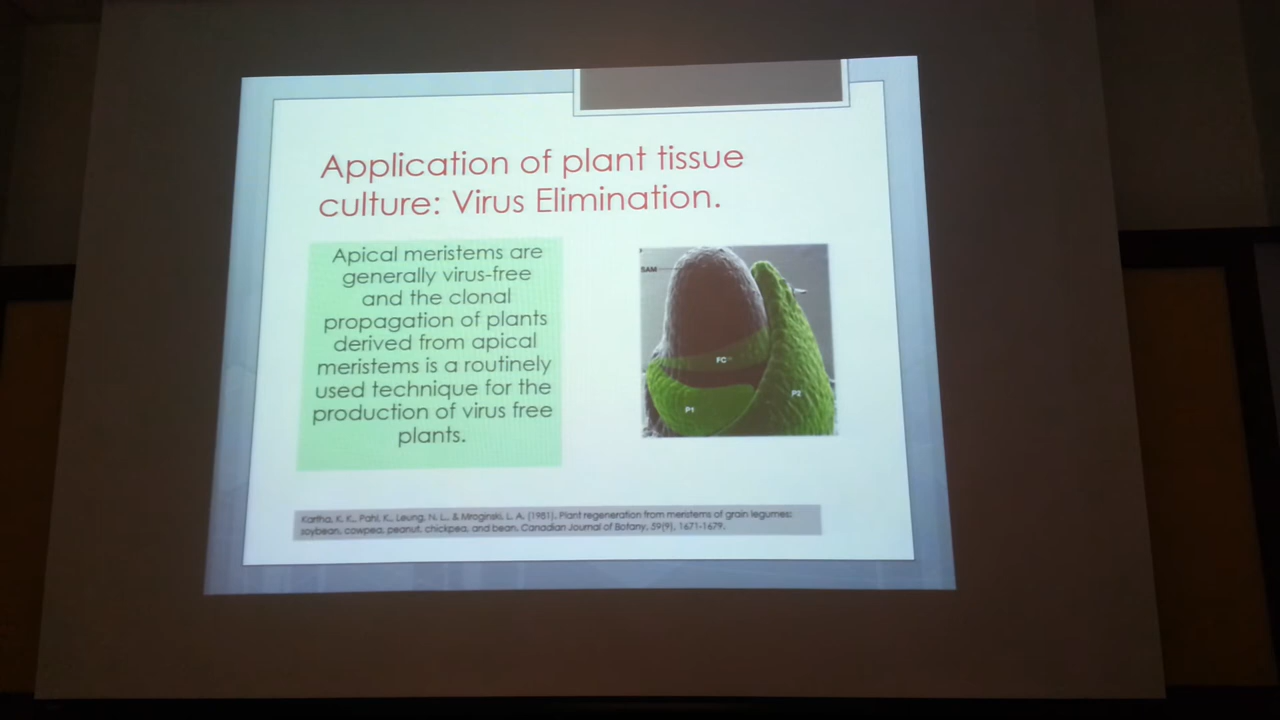 Application of plant tissue
culture: Virus Elimination.
Apical meristems are
generally virus-free
and the clonal
propagation of plants
derived from apical
meristems is a routinely
used technique for the
production of virus free
plants.
SAM
FC
P1
P2
Kartha, K. K., Pahl, K., Leung, N. L., & Mroginski, L. A. (1981). Plant regeneration from meristems of grain legumes:
soybean, cowpea, peanut, chickpea, and bean. Canadian Journal of Botany, 59(9), 1671-1679.